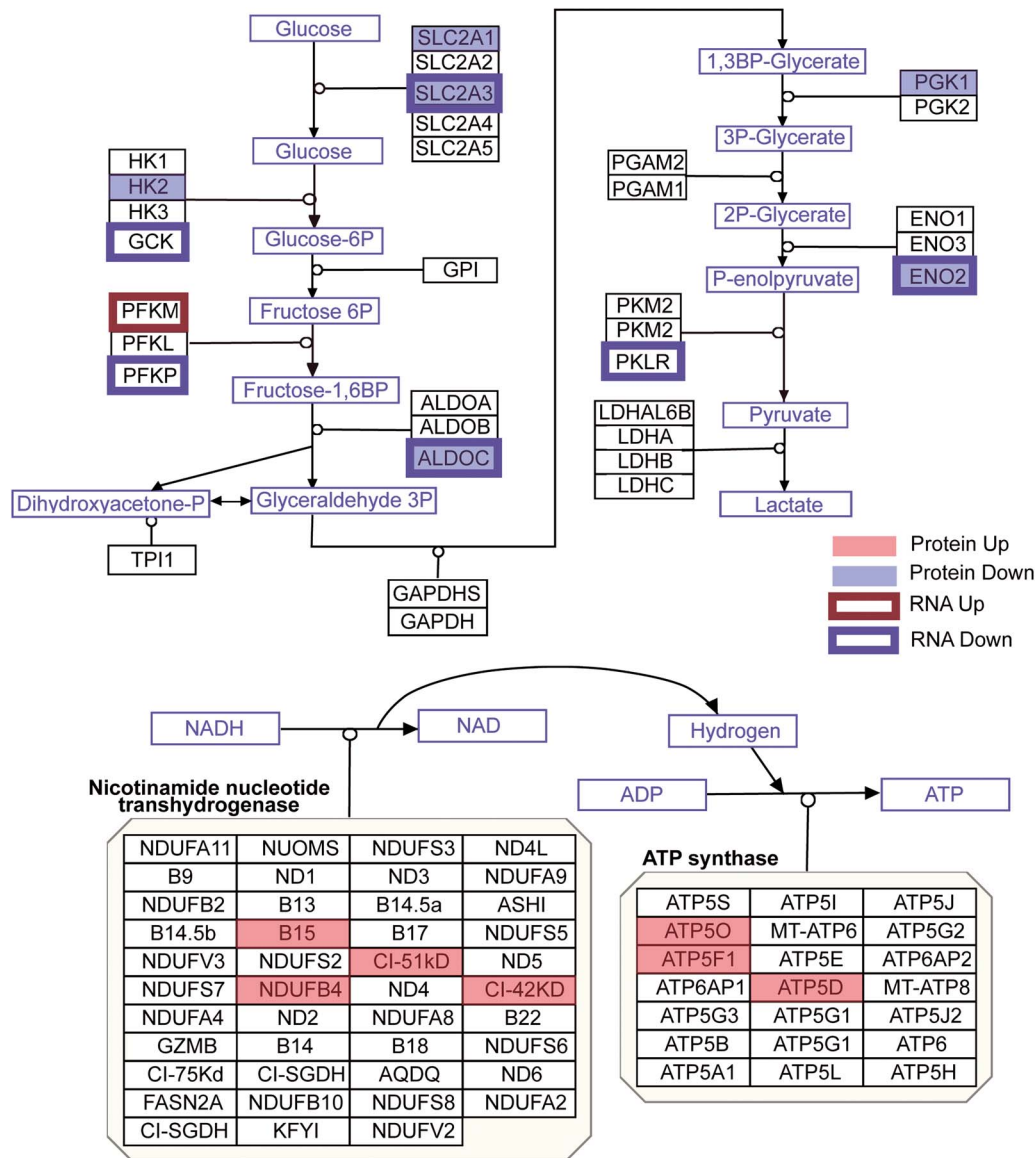 Glucose
SLC2A1
SLC2A2
SLC2A3
SLC2A4
SLC2A5
Glucose
HK1
HK2
HK3
GCK
Glucose-6P
GPI
PFKM
PFKL
PFKP
Fructose 6P
Fructose-1,6BP
ALDOA
ALDOB
ALDOC
Dihydroxyacetone-P
Glyceraldehyde 3P
TPI1
GAPDHS
GAPDH
1,3BP-Glycerate
PGK1
PGK2
3P-Glycerate
PGAM2
PGAM1
2P-Glycerate
ENO1
ENO3
ENO2
P-enolpyruvate
PKM2
PKM2
PKLR
Pyruvate
LDHAL6B
LDHA
LDHB
LDHC
Lactate
Protein Up
Protein Down
RNA Up
RNA Down
NADH
NAD
Hydrogen
ADP
ATP
Nicotinamide nucleotide
transhydrogenase
NDUFA11 NUOMS NDUFS3 ND4L
B9 ND1 ND3 NDUFA9
NDUFB2 B13 B14.5a ASHI
B14.5b B15 B17 NDUFS5
NDUFV3 NDUFS2 CI-51kD ND5
NDUFS7 NDUFB4 ND4 CI-42KD
NDUFA4 ND2 NDUFA8 B22
GZMB B14 B18 NDUFS6
CI-75Kd CI-SGDH AQDQ ND6
FASN2A NDUFB10 NDUFS8 NDUFA2
CI-SGDH KFYI NDUFV2
ATP synthase
ATP5S ATP5I ATP5J
ATP5O MT-ATP6 ATP5G2
ATP5F1 ATP5E ATP6AP2
ATP6AP1 ATP5D MT-ATP8
ATP5G3 ATP5G1 ATP5J2
ATP5B ATP5G1 ATP6
ATP5A1 ATP5L ATP5H